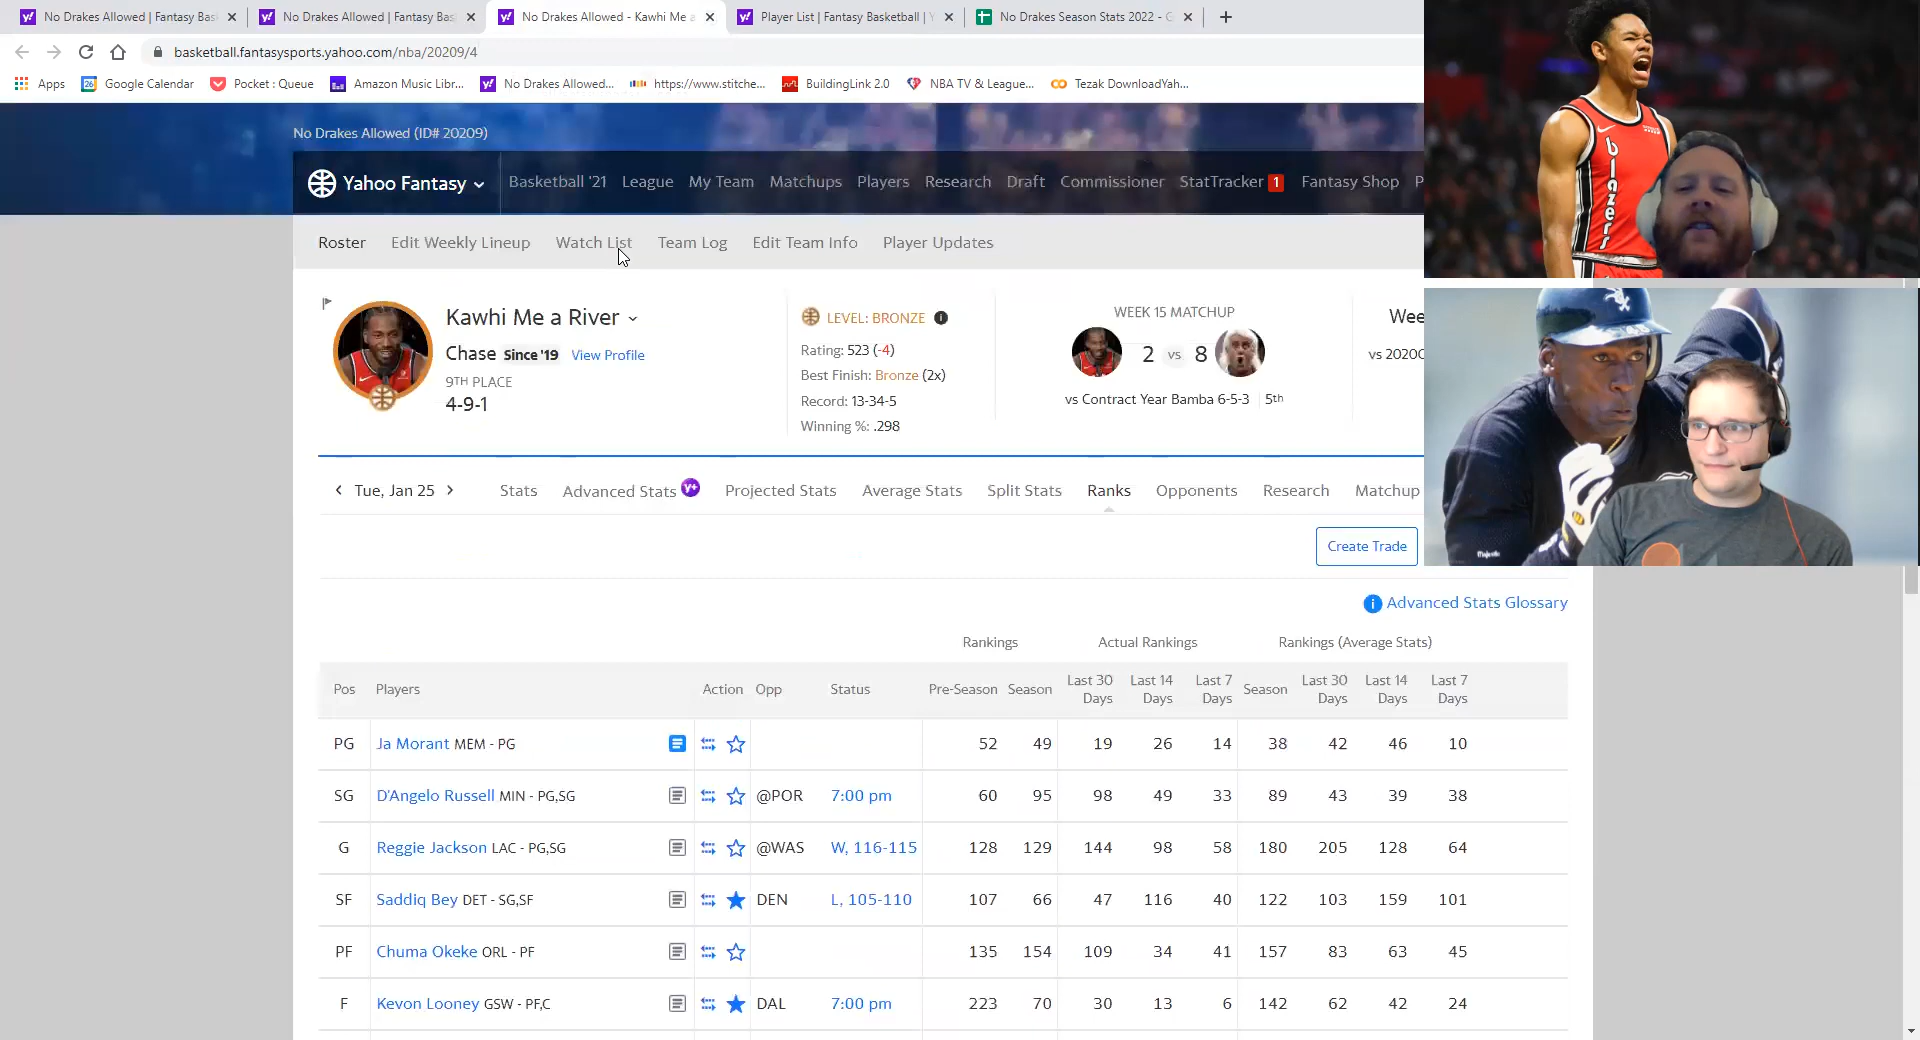 No Drakes Allowed | Fantasy Bas
No Drakes Allowed | Fantasy Bas
No Drakes Allowed - Kawhi Me a
Player List | Fantasy Basketball | Y
No Drakes Season Stats 2022 - G
basketball.fantasysports.yahoo.com/nba/20209/4
Apps
26
Google Calendar
Pocket : Queue
Amazon Music Libr...
No Drakes Allowed...
https://www.stitche...
BuildingLink 2.0
NBA TV & League...
Tezak DownloadYah...
No Drakes Allowed (ID# 20209)
Yahoo Fantasy Basketball '21 League My Team Matchups Players Research Draft Commissioner StatTracker 1 Fantasy Shop P
Roster Edit Weekly Lineup Watch List Team Log Edit Team Info Player Updates
Kawhi Me a River
Chase Since '19 View Profile
9TH PLACE
4-9-1
LEVEL: BRONZE
Rating: 523 (-4)
Best Finish: Bronze (2x)
Record: 13-34-5
Winning %: .298
WEEK 15 MATCHUP
2 vs 8
vs Contract Year Bamba 6-5-3 | 5th
Wee
vs 2020C
Tue, Jan 25 Stats Advanced Stats y+ Projected Stats Average Stats Split Stats Ranks Opponents Research Matchup
Create Trade
Advanced Stats Glossary
Rankings Actual Rankings Rankings (Average Stats)
Pos Players Action Opp Status Pre-Season Season Last 30 Days Last 14 Days Last 7 Days Season Last 30 Days Last 14 Days Last 7 Days
PG Ja Morant MEM - PG 52 49 19 26 14 38 42 46 10
SG D'Angelo Russell MIN - PG,SG @POR 7:00 pm 60 95 98 49 33 89 43 39 38
G Reggie Jackson LAC - PG,SG @WAS W, 116-115 128 129 144 98 58 180 205 128 64
SF Saddiq Bey DET - SG,SF DEN L, 105-110 107 66 47 116 40 122 103 159 101
PF Chuma Okeke ORL - PF 135 154 109 34 41 157 83 63 45
F Kevon Looney GSW - PF,C DAL 7:00 pm 223 70 30 13 6 142 62 42 24
blazers